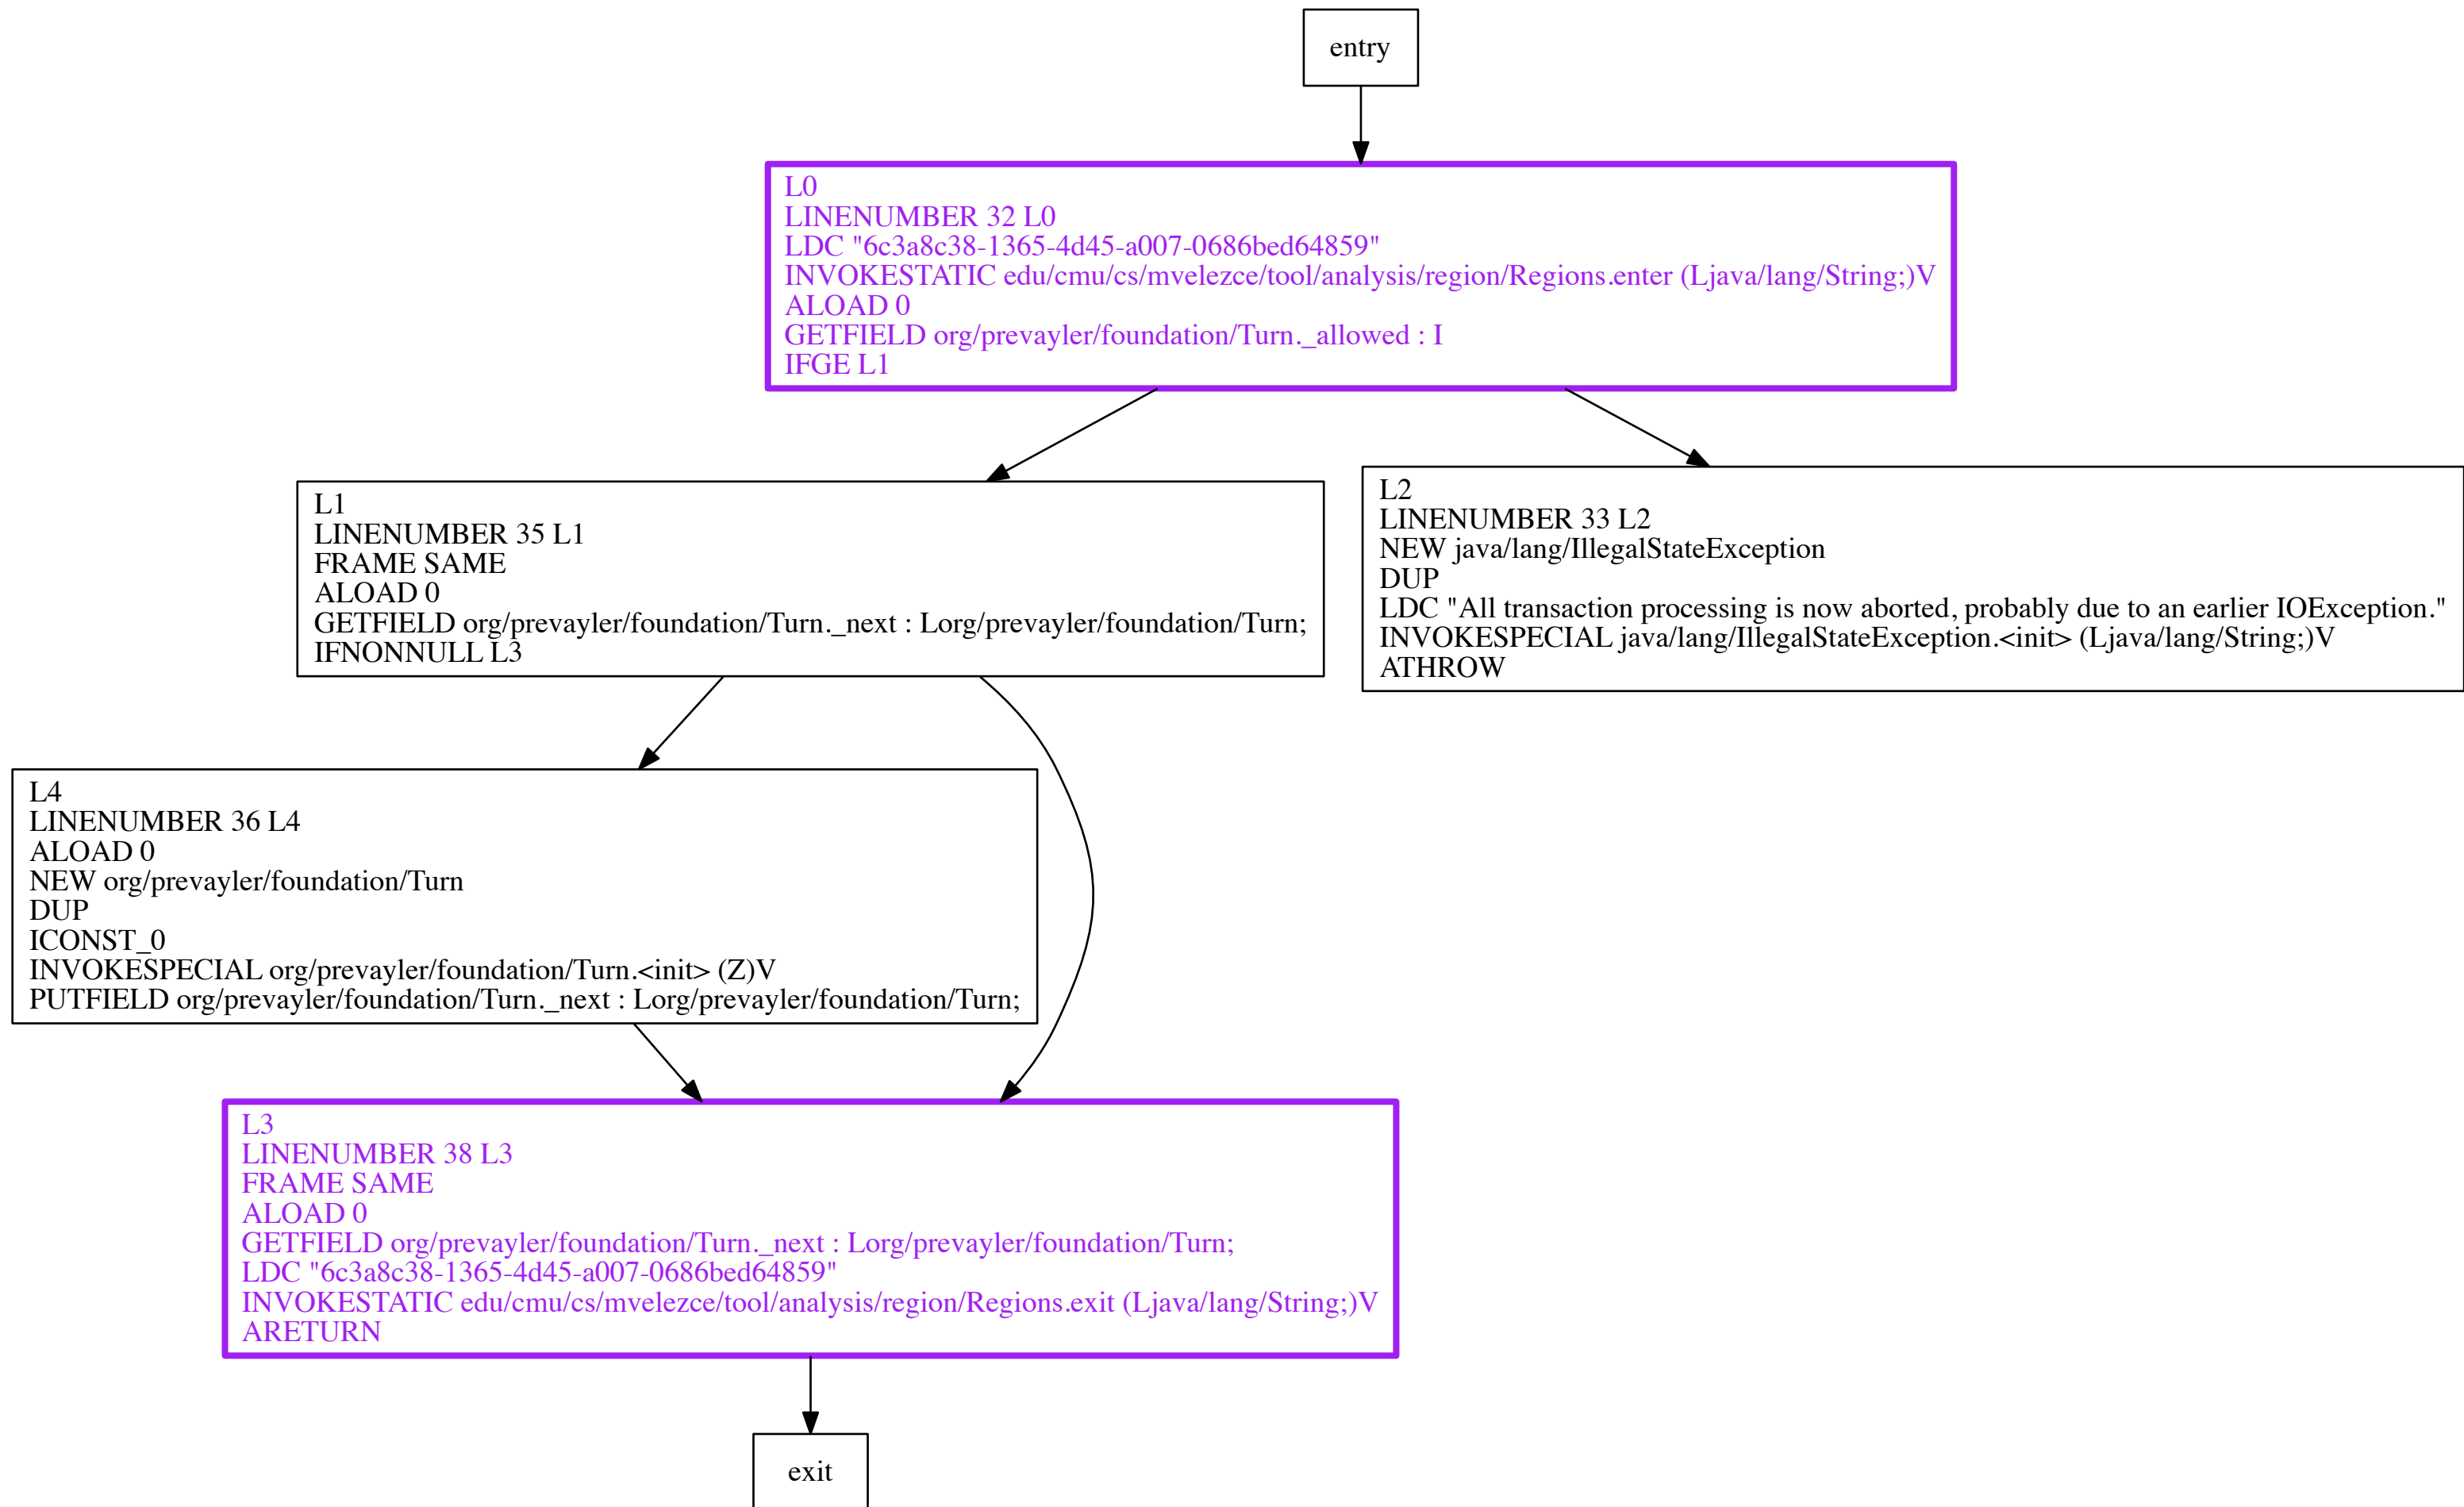 entry
L0
LINENUMBER 32 L0
LDC "6c3a8c38-1365-4d45-a007-0686bed64859"
INVOKESTATIC edu/cmu/cs/mvelezce/tool/analysis/region/Regions.enter (Ljava/lang/String;)V
ALOAD 0
GETFIELD org/prevayler/foundation/Turn._allowed : I
IFGE L1
L1
LINENUMBER 35 L1
FRAME SAME
ALOAD 0
GETFIELD org/prevayler/foundation/Turn._next : Lorg/prevayler/foundation/Turn;
IFNONNULL L3
L2
LINENUMBER 33 L2
NEW java/lang/IllegalStateException
DUP
LDC "All transaction processing is now aborted, probably due to an earlier IOException."
INVOKESPECIAL java/lang/IllegalStateException.<init> (Ljava/lang/String;)V
ATHROW
L4
LINENUMBER 36 L4
ALOAD 0
NEW org/prevayler/foundation/Turn
DUP
ICONST_0
INVOKESPECIAL org/prevayler/foundation/Turn.<init> (Z)V
PUTFIELD org/prevayler/foundation/Turn._next : Lorg/prevayler/foundation/Turn;
L3
LINENUMBER 38 L3
FRAME SAME
ALOAD 0
GETFIELD org/prevayler/foundation/Turn._next : Lorg/prevayler/foundation/Turn;
LDC "6c3a8c38-1365-4d45-a007-0686bed64859"
INVOKESTATIC edu/cmu/cs/mvelezce/tool/analysis/region/Regions.exit (Ljava/lang/String;)V
ARETURN
exit